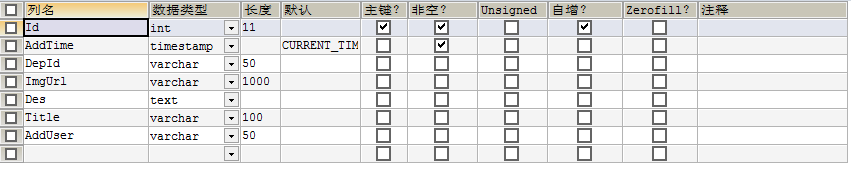 列名 数据类型 长度 默认 主键? 非空? Unsigned 自增? Zerofill? 注释
Id int 11
AddTime timestamp CURRENT_TIM
DepId varchar 50
ImgUrl varchar 1000
Des text
Title varchar 100
AddUser varchar 50